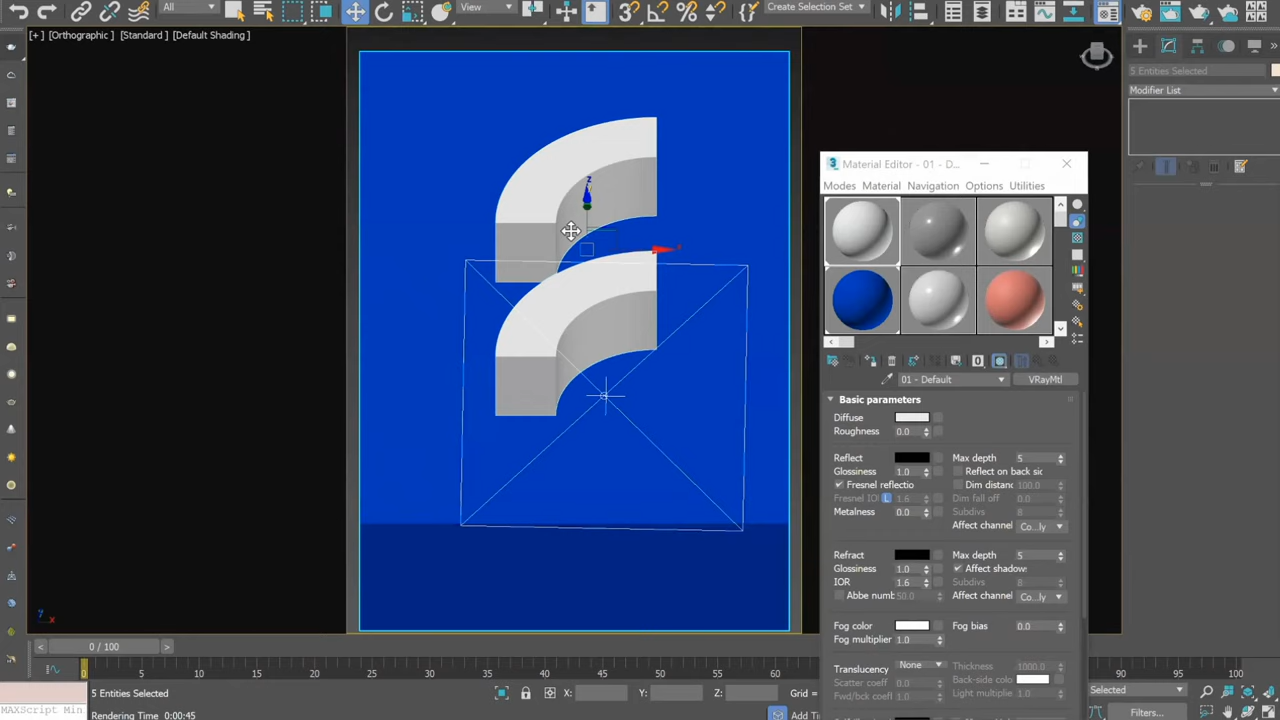 All
View
Create Selection Set
[+] [Orthographic] [Standard] [Default Shading]
5 Entities Selected
Modifier List
3 Material Editor - 01 - D...
Modes Material Navigation Options Utilities
01 - Default VRayMtl
Basic parameters
Diffuse
Roughness 0.0
Reflect Max depth 5
Glossiness 1.0 Reflect on back sic
Fresnel reflectio Dim distanc 100.0
Fresnel IO L 1.6 Dim fall off 0.0
Metalness 0.0 Subdivs 8
Affect channel Co...ly
Refract Max depth 5
Glossiness 1.0 Affect shadow
IOR 1.6 Subdivs 8
Abbe numb 50.0 Affect channel Co...ly
Fog color Fog bias 0.0
Fog multiplier 1.0
Translucency None Thickness 1000.0
Scatter coeff 0.0 Back-side colo
Fwd/bck coeff 1.0 Light multiplie 1.0
z
x
y x
< 0 / 100 >
0 5 10 15 20 25 30 35 40 45 50 55 60 90 95 100
5 Entities Selected X: Y: Z: Grid = Selected
MAXScript Min
Rendering Time 0:00:45 Add Ti Filters...